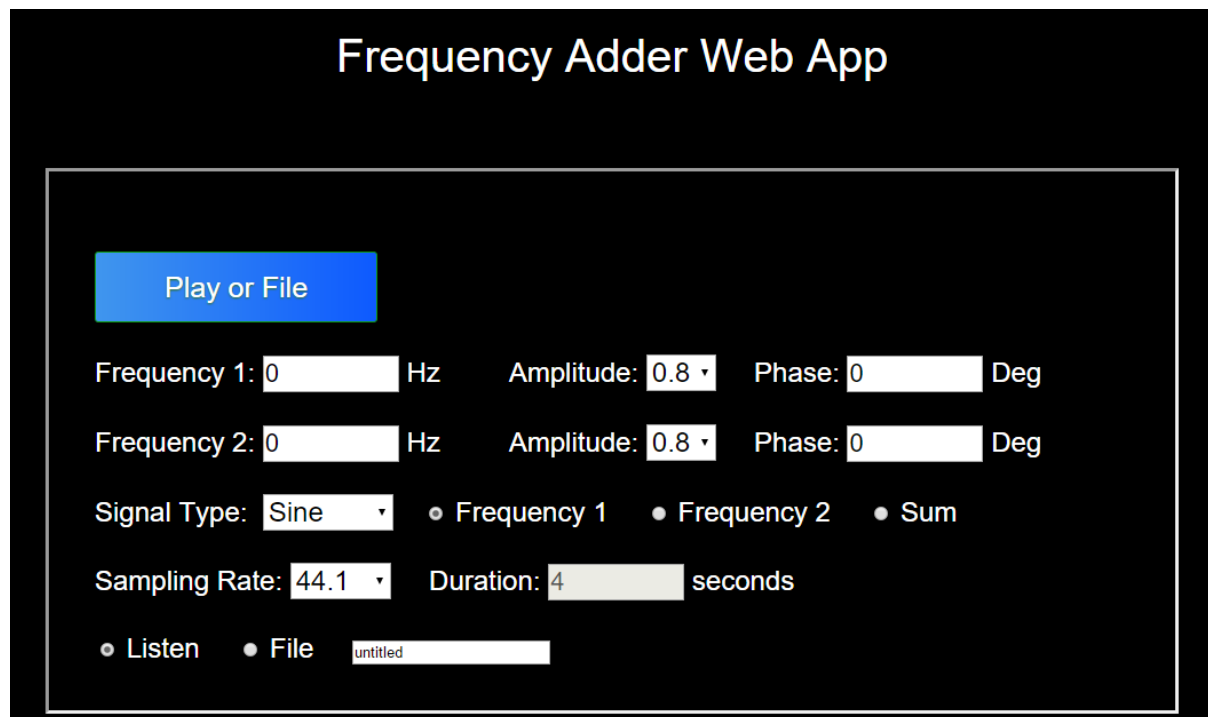 Frequency Adder Web App
Play or File
Frequency 1: 0 Hz Amplitude: 0.8 Phase: 0 Deg
Frequency 2: 0 Hz Amplitude: 0.8 Phase: 0 Deg
Signal Type: Sine Frequency 1 Frequency 2 Sum
Sampling Rate: 44.1 Duration: 4 seconds
Listen File untitled